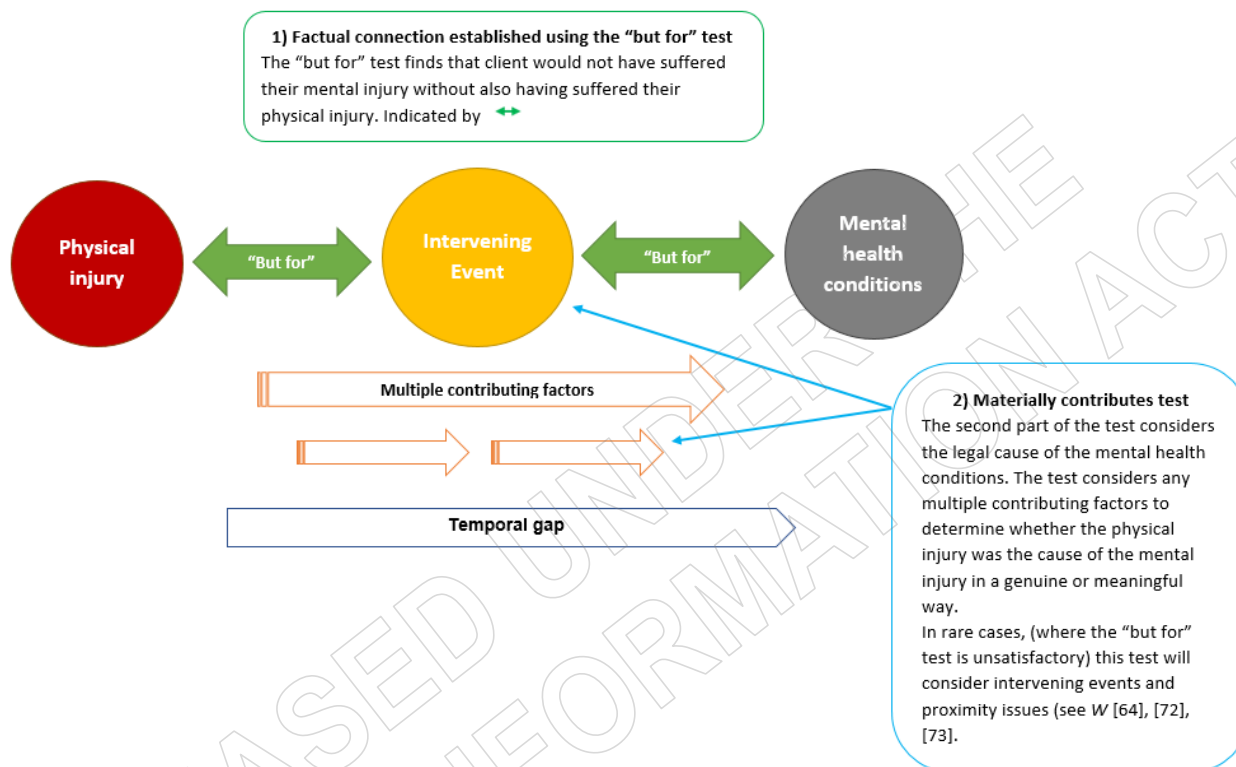 1) Factual connection established using the “but for” test
The “but for” test finds that client would not have suffered
their mental injury without also having suffered their
physical injury. Indicated by
Physical
injury
“But for”
Intervening
Event
“But for”
Mental
health
conditions
Multiple contributing factors
Temporal gap
2) Materially contributes test
The second part of the test considers
the legal cause of the mental health
conditions. The test considers any
multiple contributing factors to
determine whether the physical
injury was the cause of the mental
injury in a genuine or meaningful
way.
In rare cases, (where the “but for”
test is unsatisfactory) this test will
consider intervening events and
proximity issues (see W [64], [72],
[73].
ASED UNDER THE
INFORMATION ACT